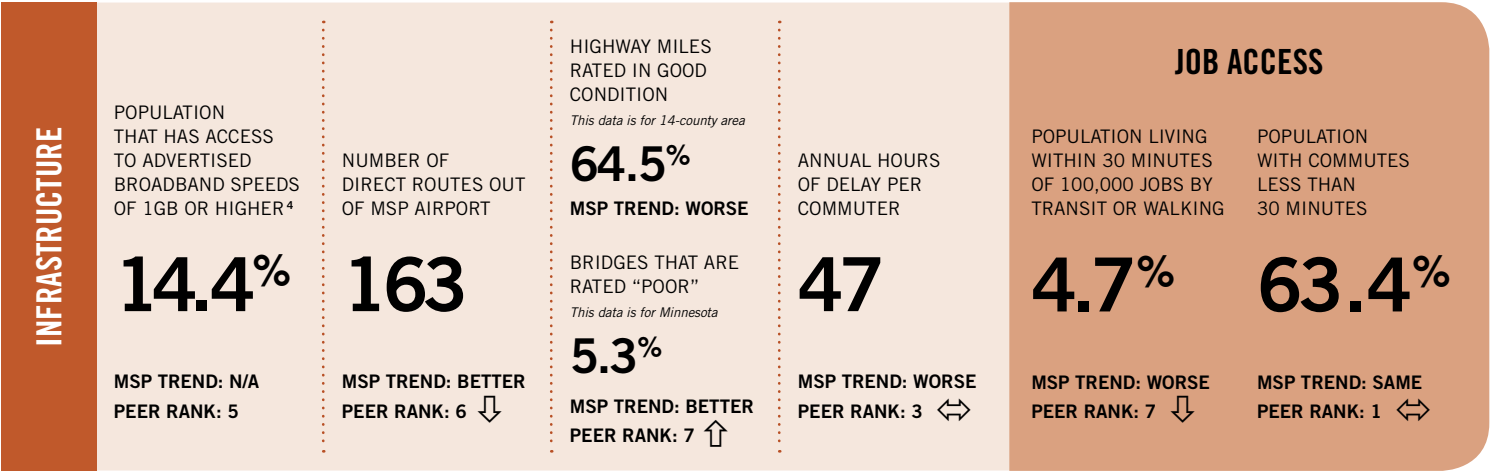 INFRASTRUCTURE
POPULATION
THAT HAS ACCESS
TO ADVERTISED
BROADBAND SPEEDS
OF 1GB OR HIGHER⁴
14.4%
MSP TREND: N/A
PEER RANK: 5
NUMBER OF
DIRECT ROUTES OUT
OF MSP AIRPORT
163
MSP TREND: BETTER
PEER RANK: 6 ⇩
HIGHWAY MILES
RATED IN GOOD
CONDITION
This data is for 14-county area
64.5%
MSP TREND: WORSE
BRIDGES THAT ARE
RATED “POOR”
This data is for Minnesota
5.3%
MSP TREND: BETTER
PEER RANK: 7 ⇧
ANNUAL HOURS
OF DELAY PER
COMMUTER
47
MSP TREND: WORSE
PEER RANK: 3 ⬄
JOB ACCESS
POPULATION LIVING
WITHIN 30 MINUTES
OF 100,000 JOBS BY
TRANSIT OR WALKING
4.7%
MSP TREND: WORSE
PEER RANK: 7 ⇩
POPULATION
WITH COMMUTES
LESS THAN
30 MINUTES
63.4%
MSP TREND: SAME
PEER RANK: 1 ⬄